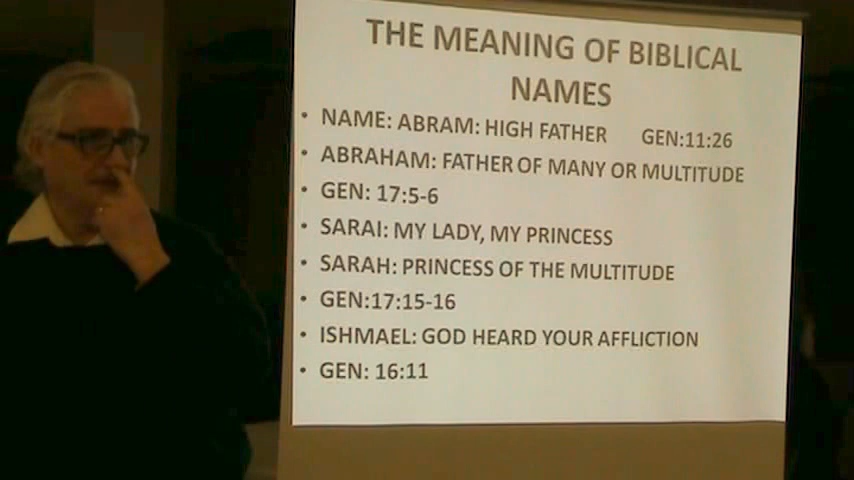 THE MEANING OF BIBLICAL
NAMES
• NAME: ABRAM: HIGH FATHER GEN:11:26
• ABRAHAM: FATHER OF MANY OR MULTITUDE
• GEN: 17:5-6
• SARAI: MY LADY, MY PRINCESS
• SARAH: PRINCESS OF THE MULTITUDE
• GEN:17:15-16
• ISHMAEL: GOD HEARD YOUR AFFLICTION
• GEN: 16:11